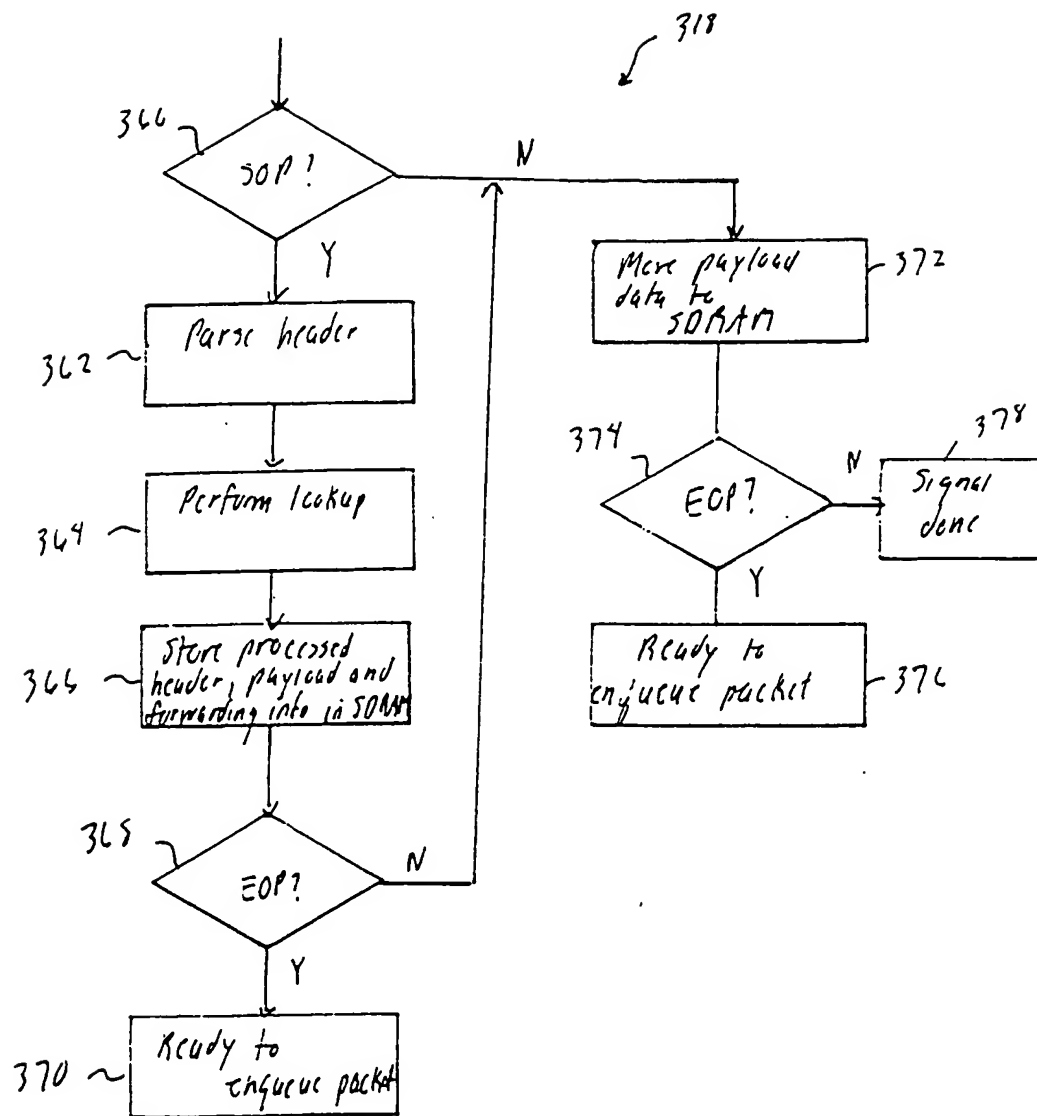 318
366
SOP?
N
Y
Parse header
362
Move payload
data to
SDRAM
372
Perform lookup
364
374
EOP?
N
378
Signal
done
Y
Store processed
header, payload and
forwarding info in SDRAM
366
Ready to
enqueue packet
376
368
EOP?
N
Y
Ready to
enqueue packet
370